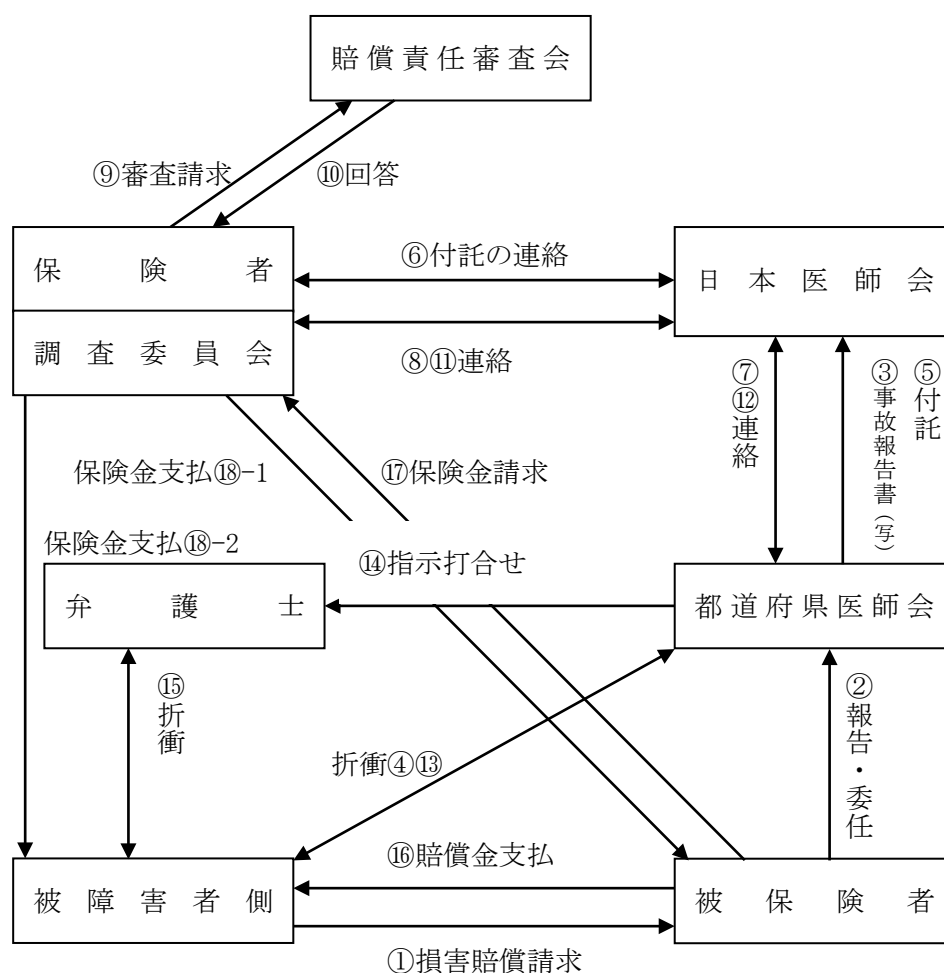 賠償責任審査会
⑨審査請求
⑩回答
保険者
⑥付託の連絡
日本医師会
調査委員会
⑧⑪連絡
⑦⑫連絡
③事故報告書(写)
⑤付託
保険金支払⑱-1
⑰保険金請求
保険金支払⑱-2
⑭指示打合せ
弁護士
都道府県医師会
⑮折衝
②報告・委任
折衝④⑬
⑯賠償金支払
被障害者側
被保険者
①損害賠償請求